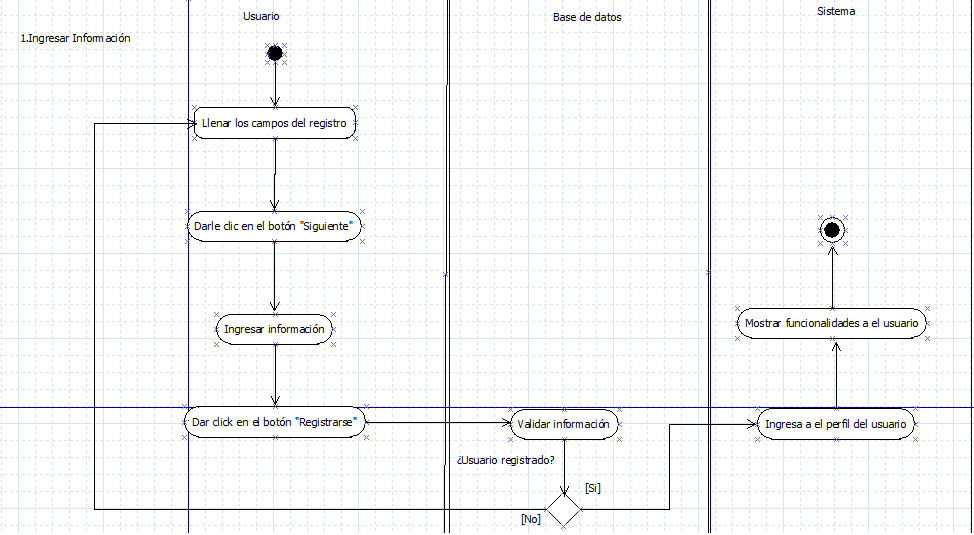 Usuario
Base de datos
Sistema
1.Ingresar Información
Llenar los campos del registro
Darle clic en el botón "Siguiente"
Ingresar información
Mostrar funcionalidades a el usuario
Dar click en el botón "Registrarse"
Validar información
Ingresa a el perfil del usuario
¿Usuario registrado?
[Si]
[No]